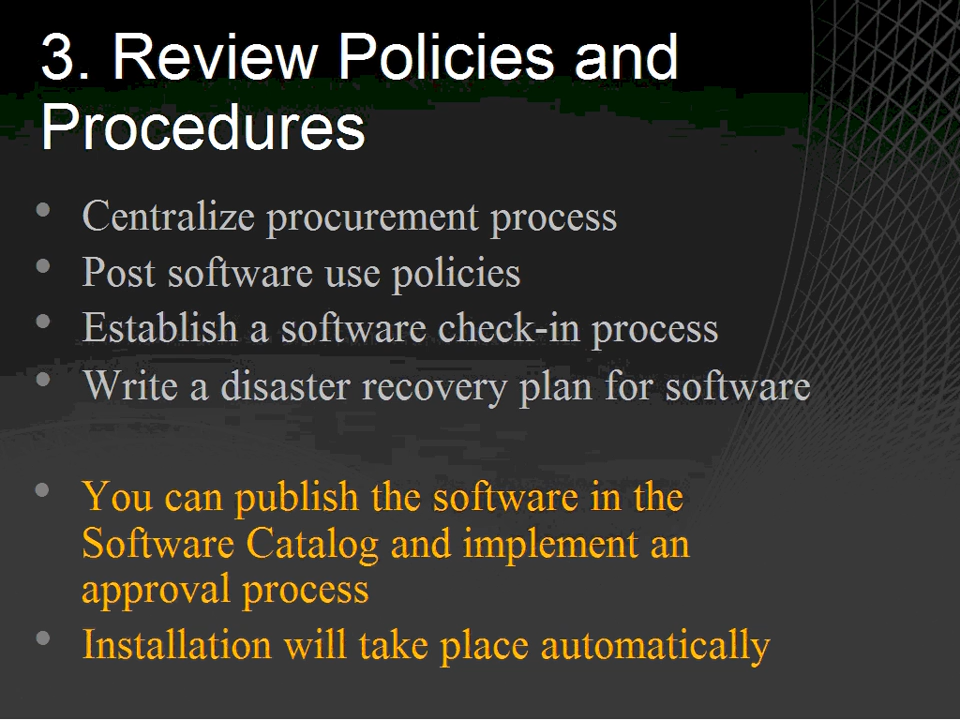 3. Review Policies and
Procedures
• Centralize procurement process
• Post software use policies
• Establish a software check-in process
• Write a disaster recovery plan for software
• You can publish the software in the
Software Catalog and implement an
approval process
• Installation will take place automatically